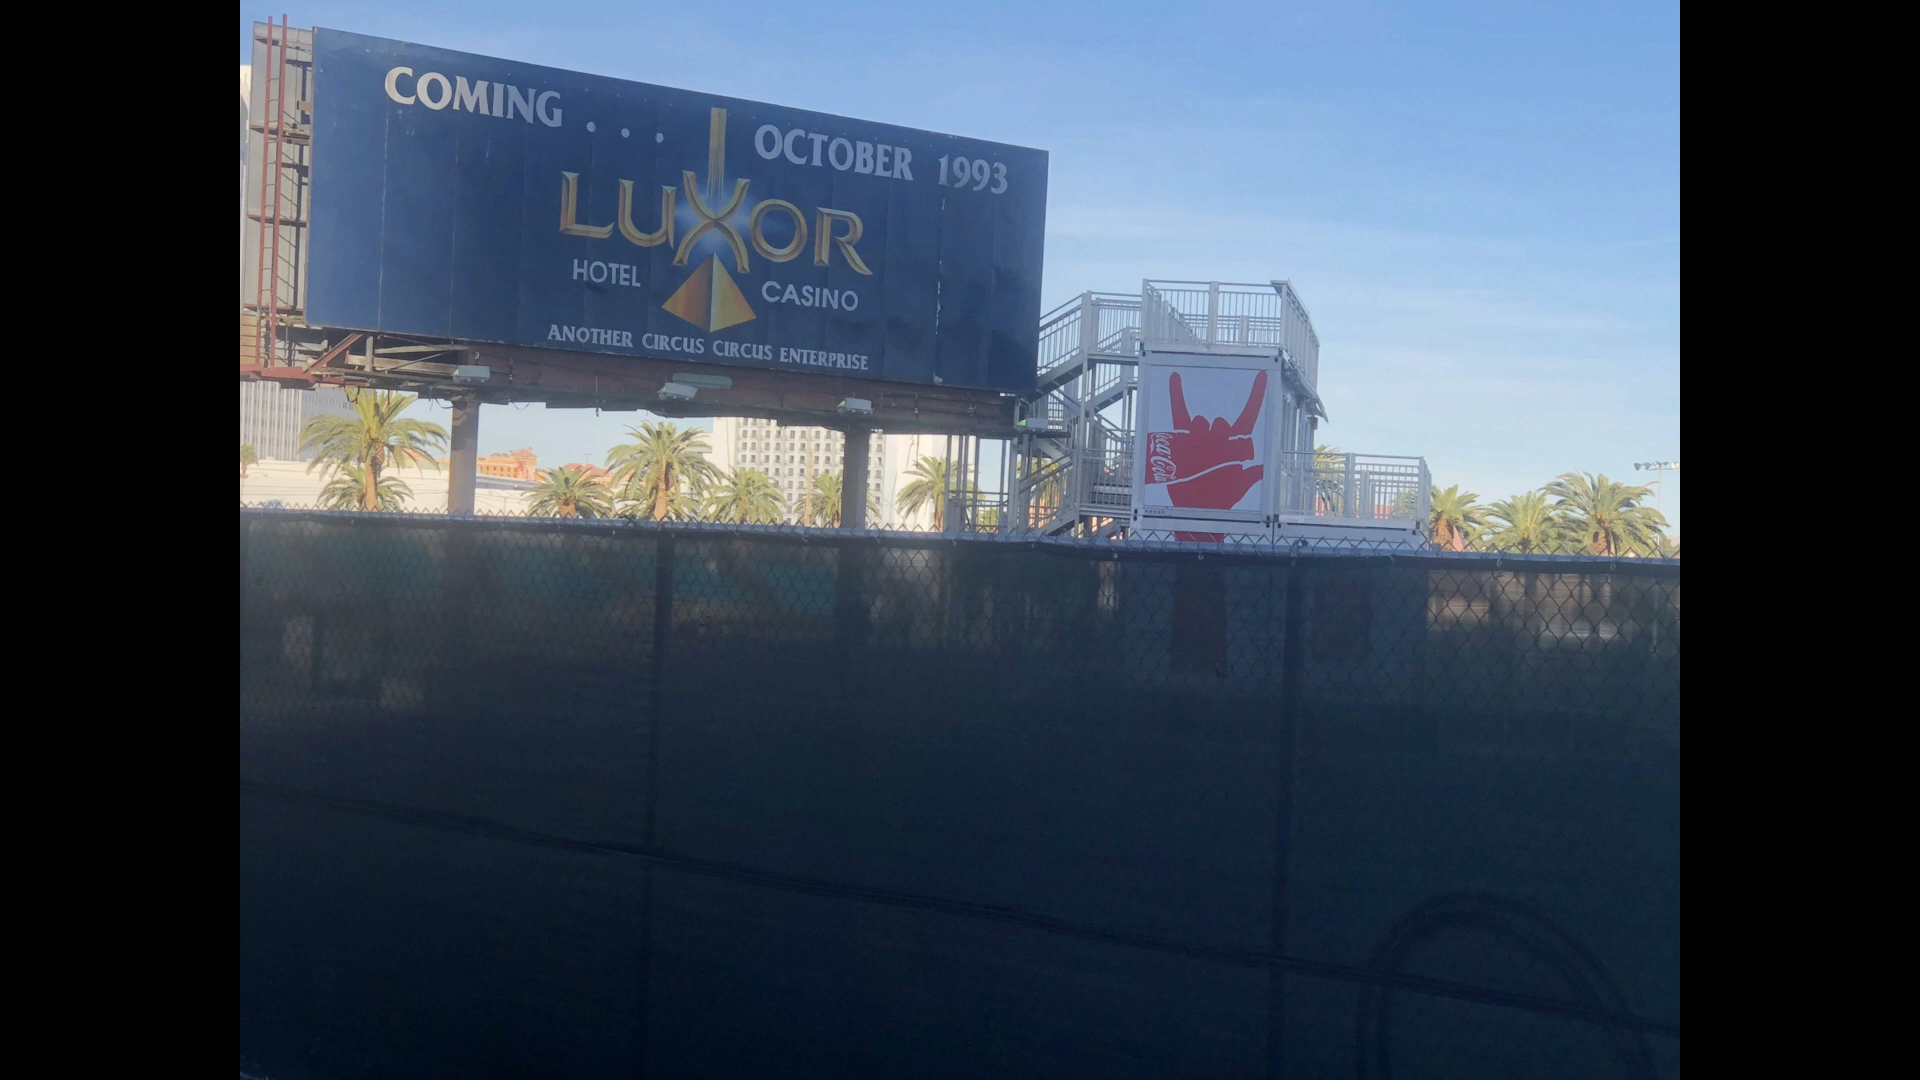 COMING ... OCTOBER 1993
LUXOR
HOTEL CASINO
ANOTHER CIRCUS CIRCUS ENTERPRISE
Coca-Cola